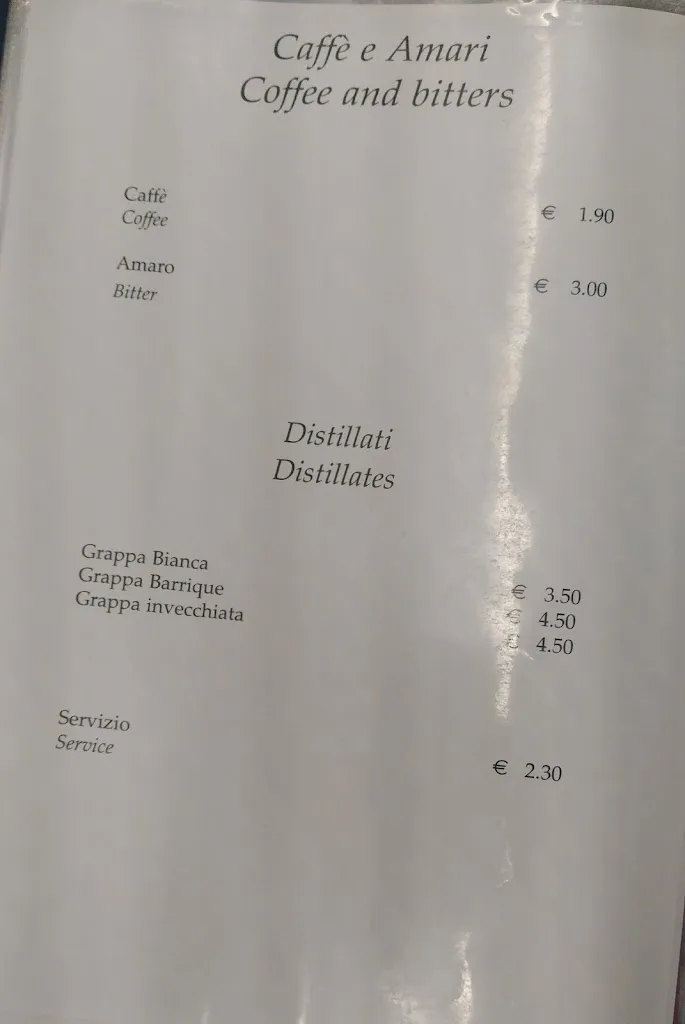 Caffè e Amari
Coffee and bitters
Caffè
Coffee
€ 1.90
Amaro
Bitter
€ 3.00
Distillati
Distillates
Grappa Bianca € 3.50
Grappa Barrique € 4.50
Grappa invecchiata € 4.50
Servizio
Service
€ 2.30